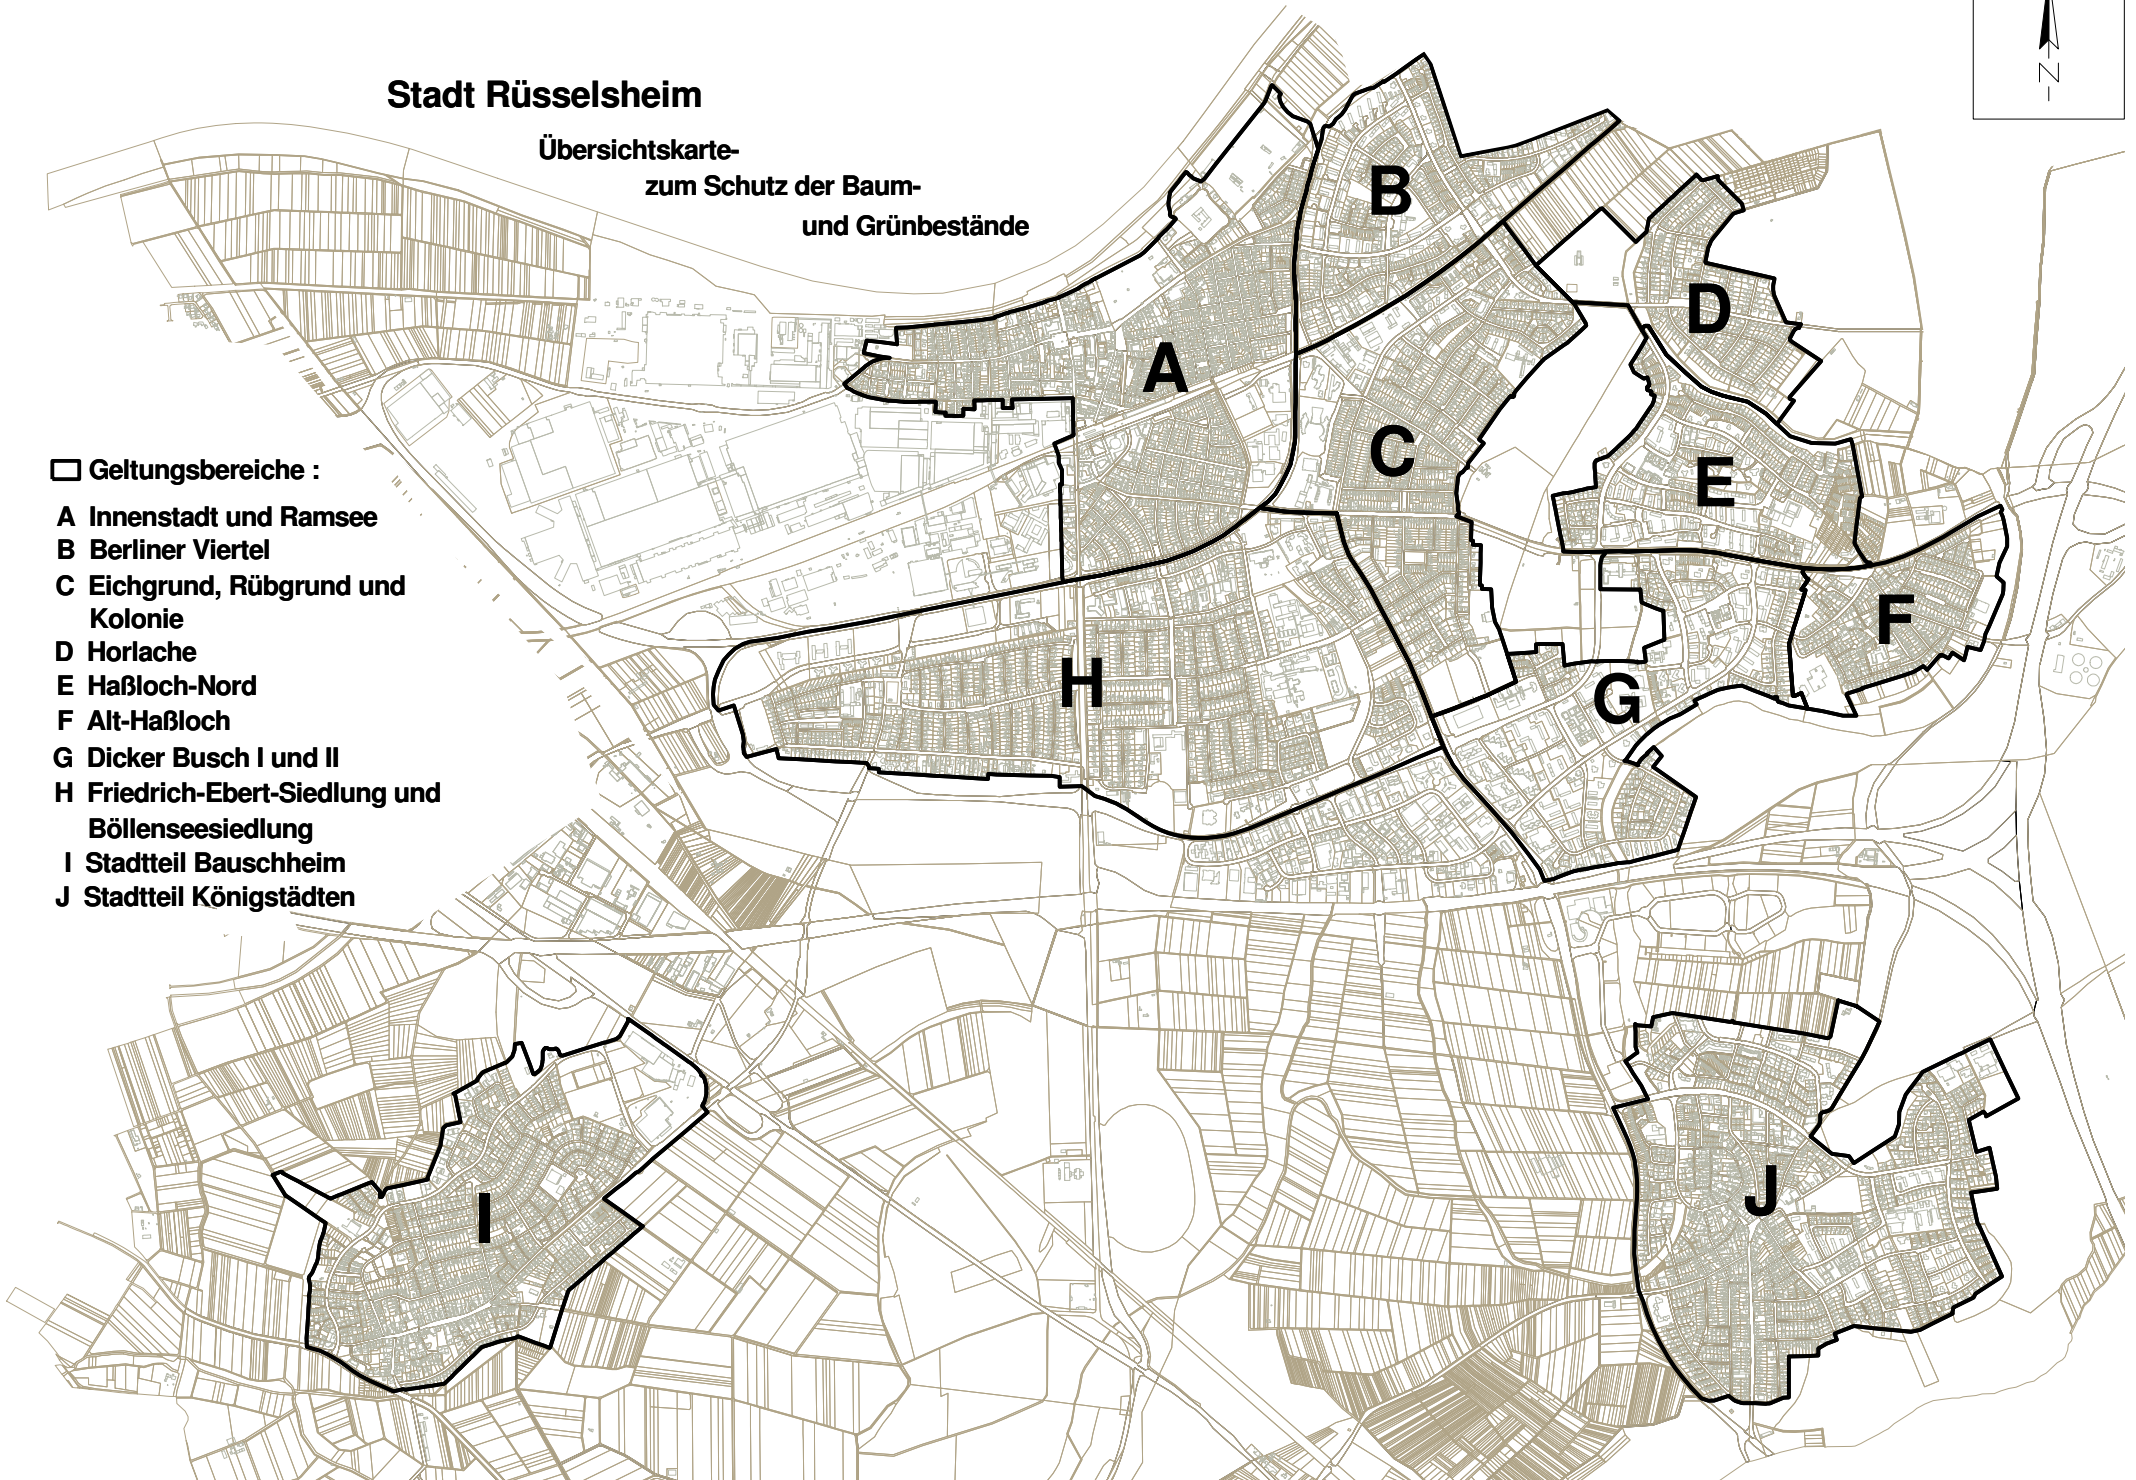 Stadt Rüsselsheim
Übersichtskarte-
zum Schutz der Baum-
und Grünbestände
N
Geltungsbereiche :
A Innenstadt und Ramsee
B Berliner Viertel
C Eichgrund, Rübgrund und
Kolonie
D Horlache
E Haßloch-Nord
F Alt-Haßloch
G Dicker Busch I und II
H Friedrich-Ebert-Siedlung und
Böllenseesiedlung
I Stadtteil Bauschheim
J Stadtteil Königstädten
B
D
A
C
E
F
H
G
I
J